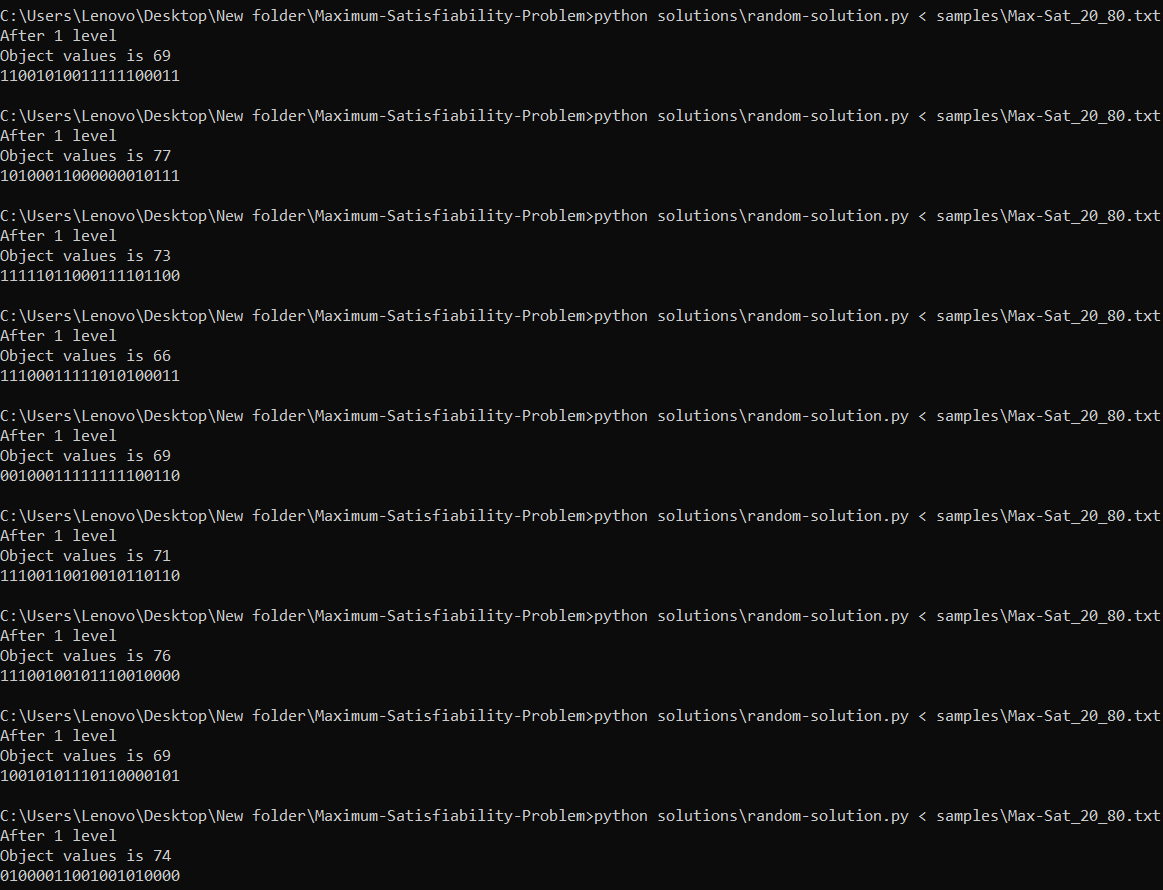 C:\Users\Lenovo\Desktop\New folder\Maximum-Satisfiability-Problem>python solutions\random-solution.py < samples\Max-Sat_20_80.txt
After 1 level
Object values is 69
11001010011111100011
C:\Users\Lenovo\Desktop\New folder\Maximum-Satisfiability-Problem>python solutions\random-solution.py < samples\Max-Sat_20_80.txt
After 1 level
Object values is 77
10100011000000010111
C:\Users\Lenovo\Desktop\New folder\Maximum-Satisfiability-Problem>python solutions\random-solution.py < samples\Max-Sat_20_80.txt
After 1 level
Object values is 73
11111011000111101100
C:\Users\Lenovo\Desktop\New folder\Maximum-Satisfiability-Problem>python solutions\random-solution.py < samples\Max-Sat_20_80.txt
After 1 level
Object values is 66
11100011111010100011
C:\Users\Lenovo\Desktop\New folder\Maximum-Satisfiability-Problem>python solutions\random-solution.py < samples\Max-Sat_20_80.txt
After 1 level
Object values is 69
00100011111111100110
C:\Users\Lenovo\Desktop\New folder\Maximum-Satisfiability-Problem>python solutions\random-solution.py < samples\Max-Sat_20_80.txt
After 1 level
Object values is 71
11100110010010110110
C:\Users\Lenovo\Desktop\New folder\Maximum-Satisfiability-Problem>python solutions\random-solution.py < samples\Max-Sat_20_80.txt
After 1 level
Object values is 76
11100100101110010000
C:\Users\Lenovo\Desktop\New folder\Maximum-Satisfiability-Problem>python solutions\random-solution.py < samples\Max-Sat_20_80.txt
After 1 level
Object values is 69
10010101110110000101
C:\Users\Lenovo\Desktop\New folder\Maximum-Satisfiability-Problem>python solutions\random-solution.py < samples\Max-Sat_20_80.txt
After 1 level
Object values is 74
01000011001001010000